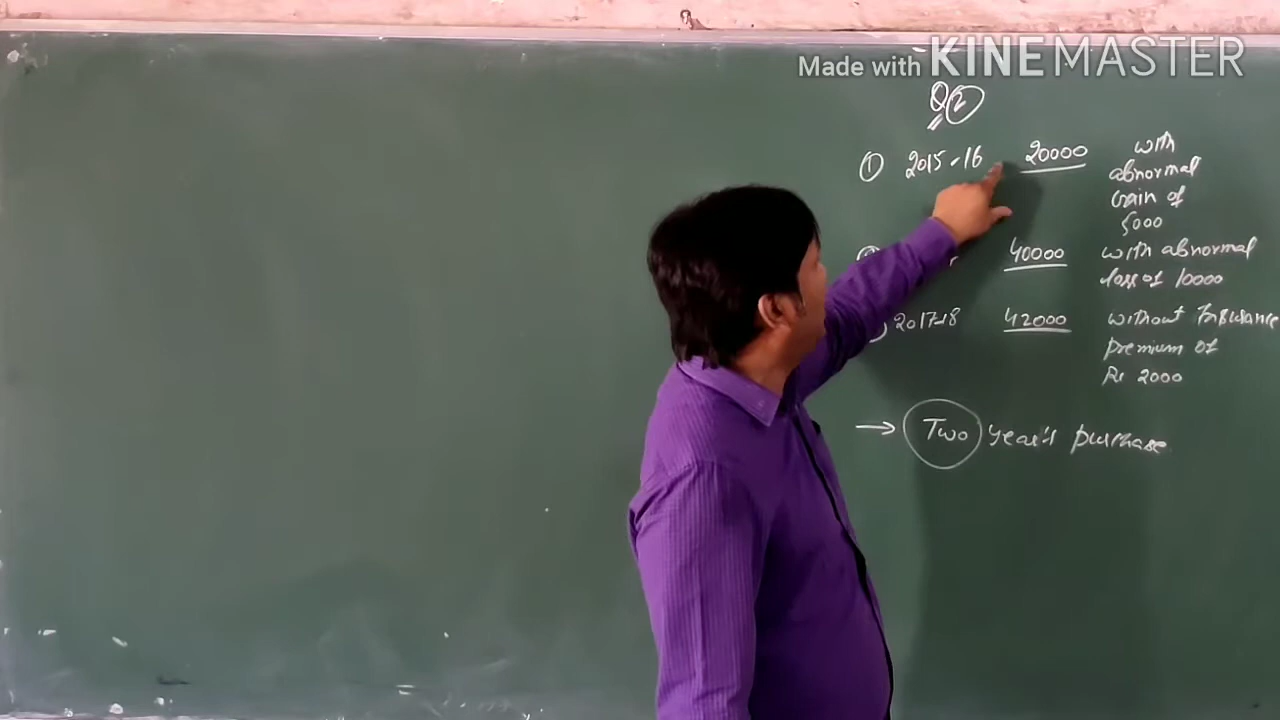 Made with KINEMASTER
Q 2
① 2015-16 20000 with
abnormal
Gain of
5000
40000 with abnormal
loss of 10000
2017-18 42000 without Insurance
premium of
Rs 2000
→ Two year's purchase